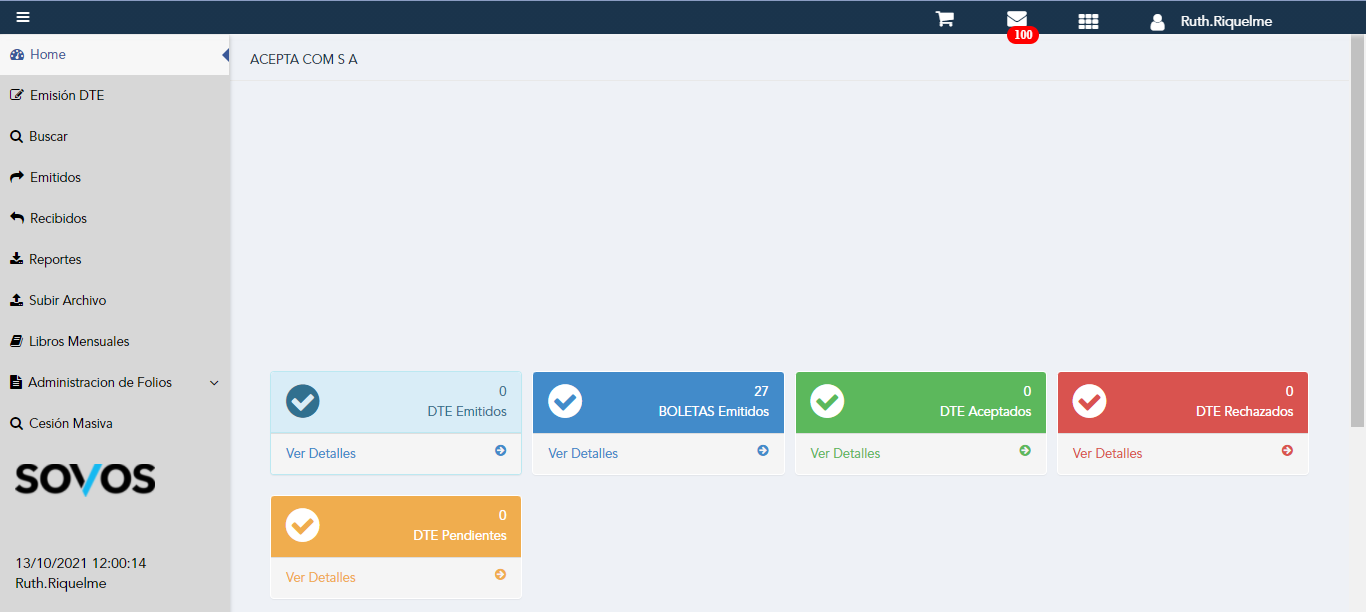 100
Ruth.Riquelme
Home
ACEPTA COM S A
Emisión DTE
Buscar
Emitidos
Recibidos
Reportes
Subir Archivo
Libros Mensuales
Administracion de Folios
Cesión Masiva
SOVOS
13/10/2021 12:00:14
Ruth.Riquelme
0
DTE Emitidos
Ver Detalles
27
BOLETAS Emitidos
Ver Detalles
0
DTE Aceptados
Ver Detalles
0
DTE Rechazados
Ver Detalles
0
DTE Pendientes
Ver Detalles